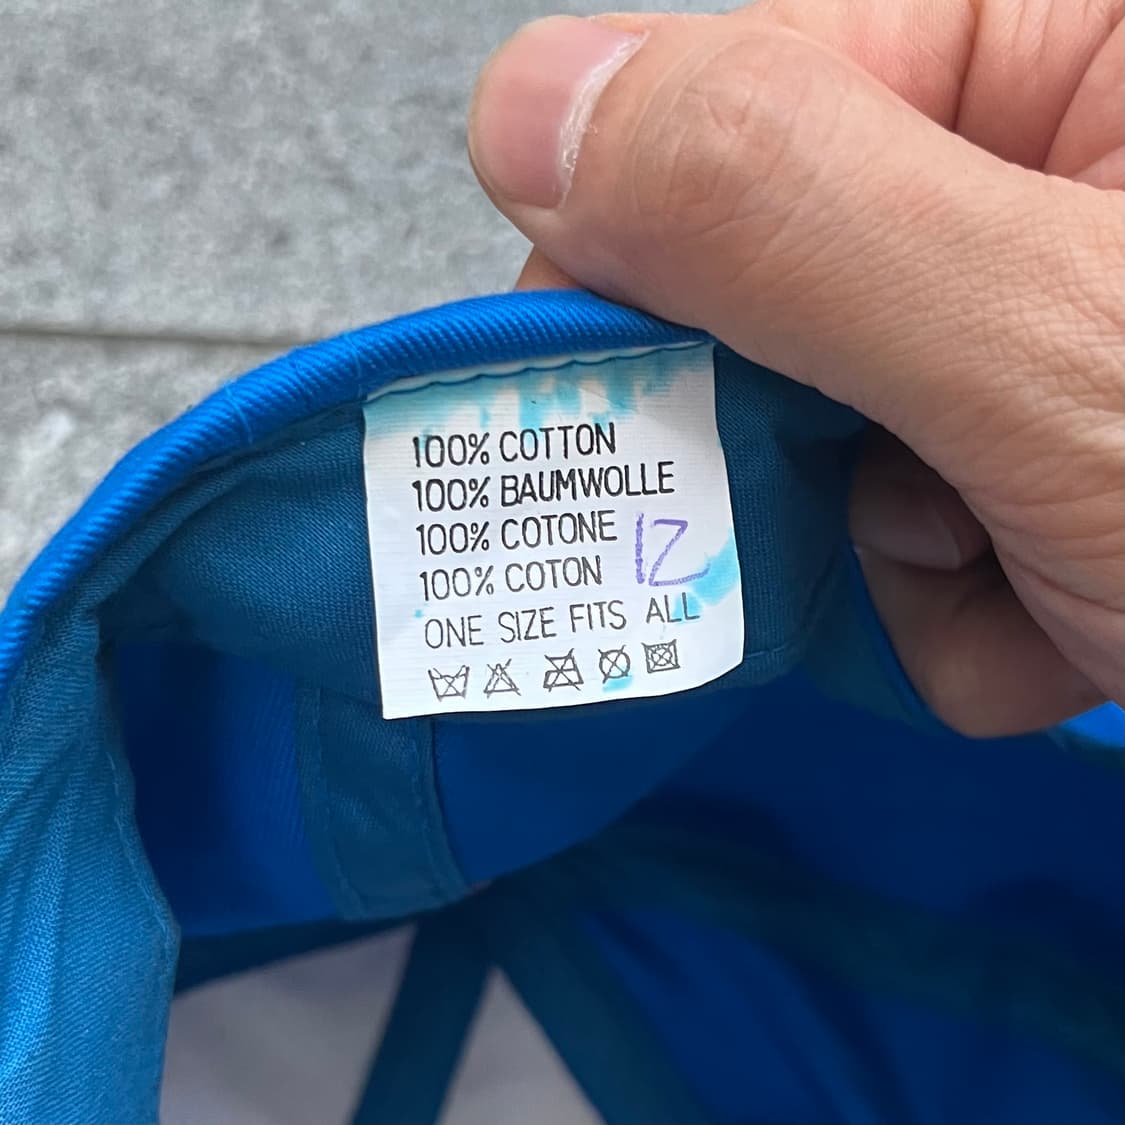 100% COTTON
100% BAUMWOLLE
100% COTONE
100% COTON
12
ONE SIZE FITS ALL